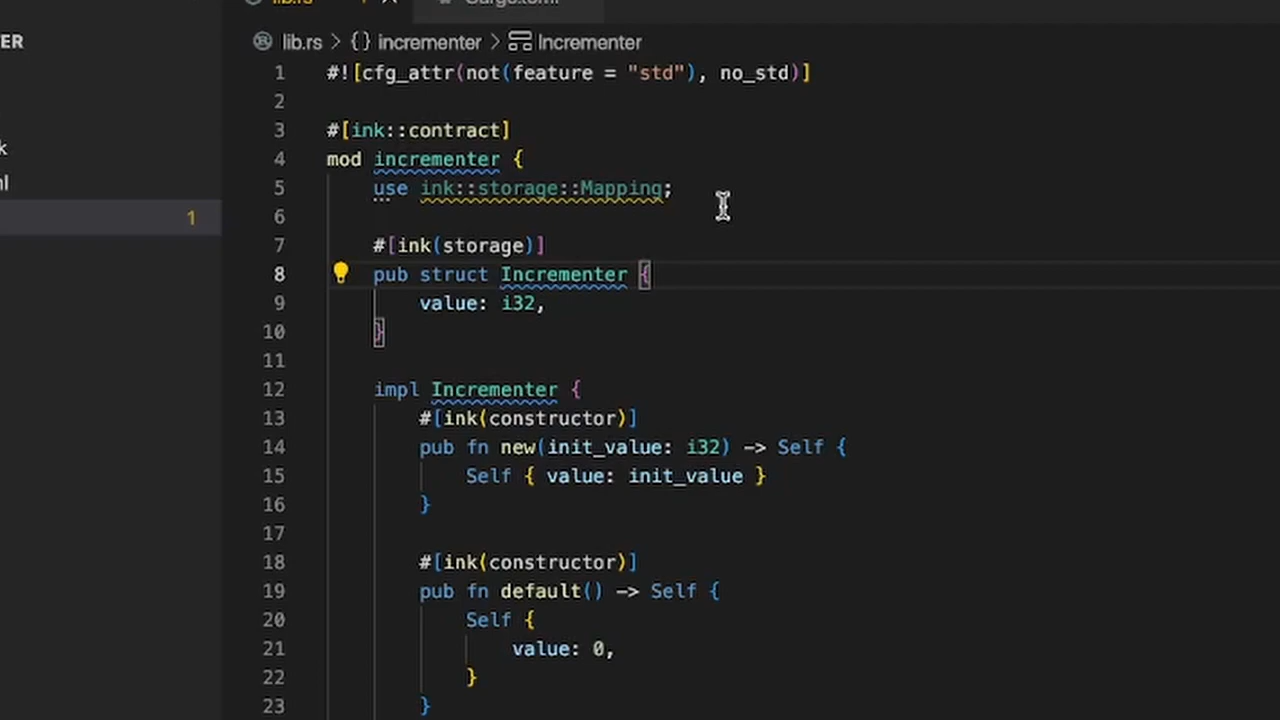 ER
k
l
1
lib.rs > {} incrementer > Incrementer
1 #![cfg_attr(not(feature = "std"), no_std)]
2
3 #[ink::contract]
4 mod incrementer {
5 use ink::storage::Mapping;
6
7 #[ink(storage)]
8 pub struct Incrementer {
9 value: i32,
10 }
11
12 impl Incrementer {
13 #[ink(constructor)]
14 pub fn new(init_value: i32) -> Self {
15 Self { value: init_value }
16 }
17
18 #[ink(constructor)]
19 pub fn default() -> Self {
20 Self {
21 value: 0,
22 }
23 }